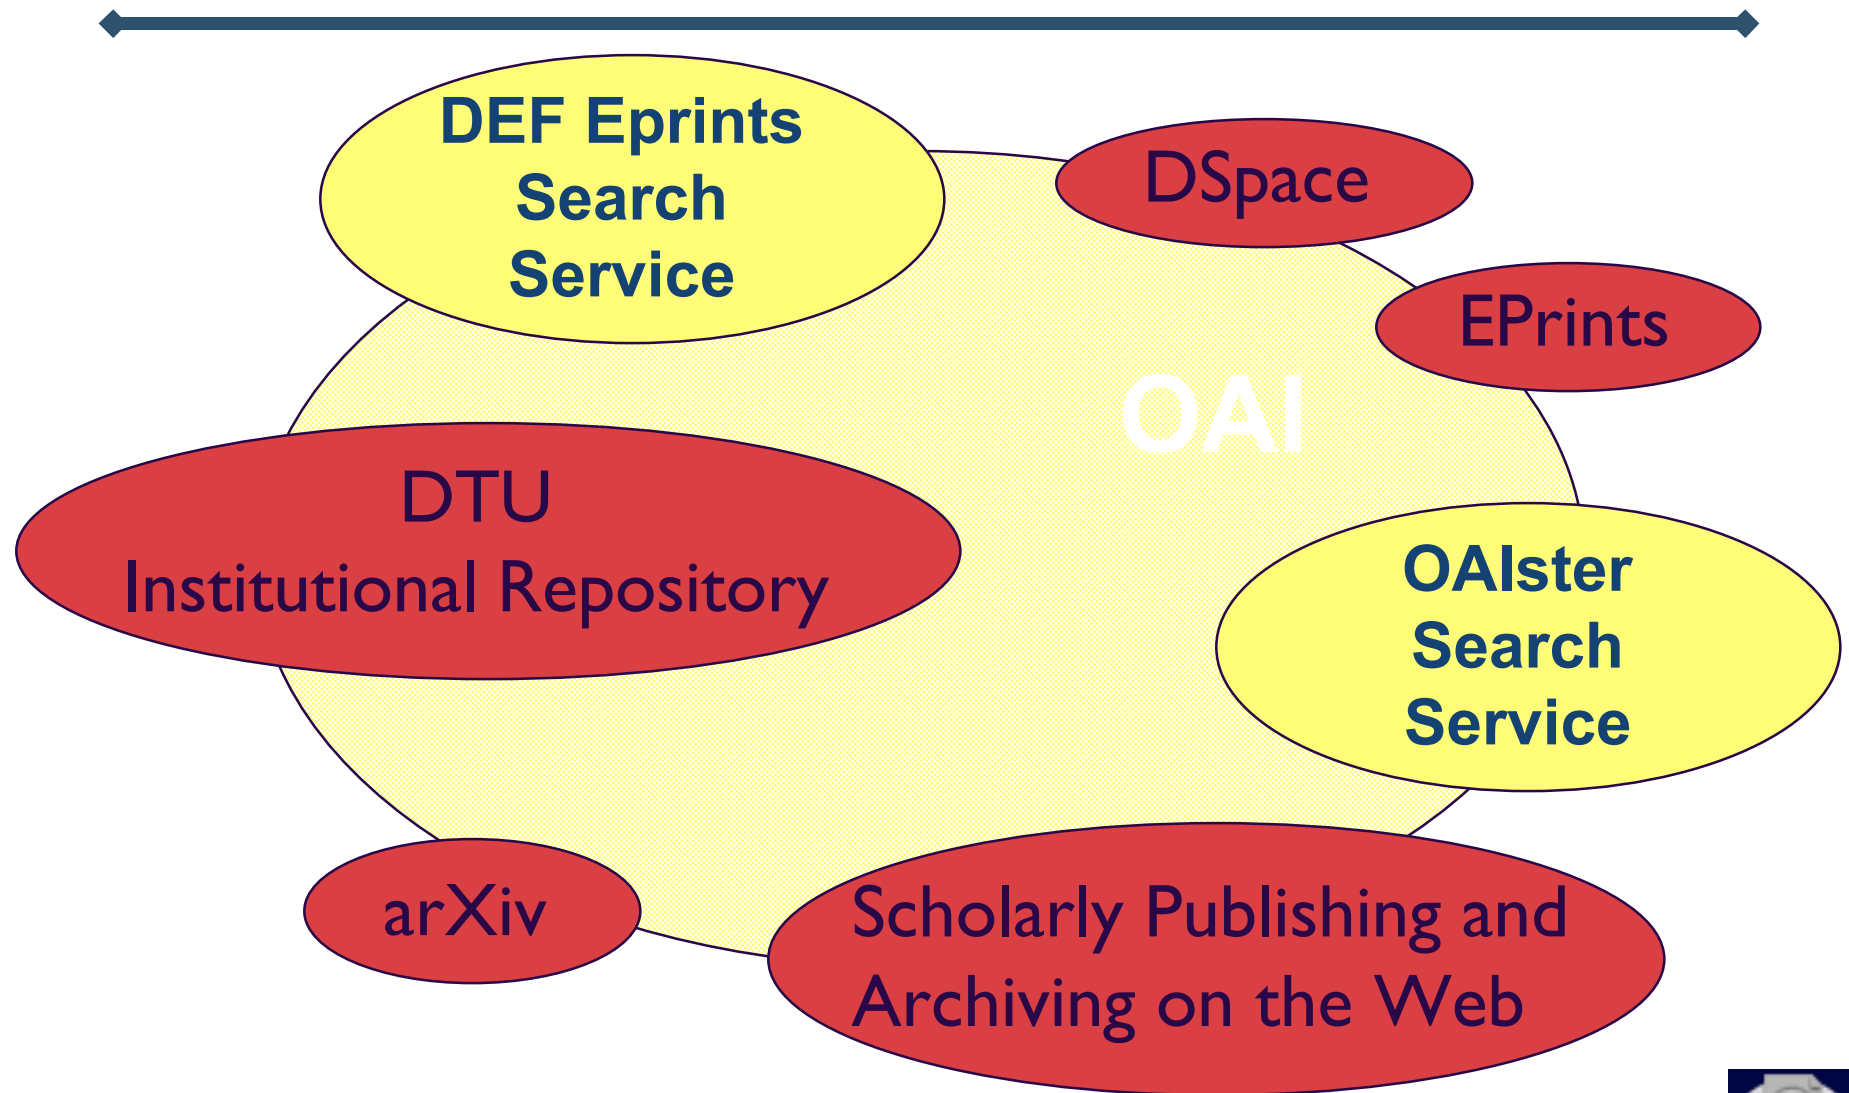 DEF Eprints
Search
Service
DSpace
EPrints
OAI
DTU
Institutional Repository
OAIster
Search
Service
arXiv
Scholarly Publishing and
Archiving on the Web